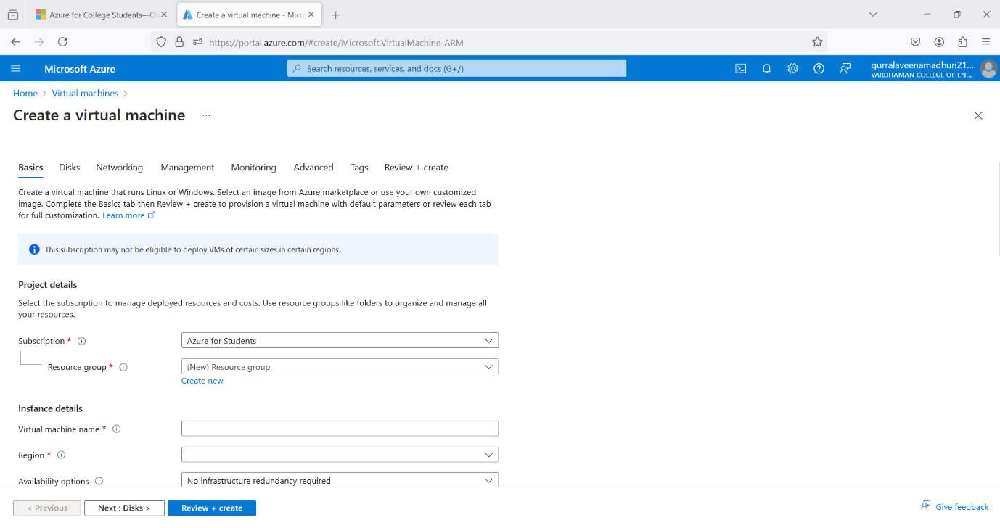 Azure for College Students—Of
Create a virtual machine - Micro
https://portal.azure.com/#create/Microsoft.VirtualMachine-ARM
Microsoft Azure
Search resources, services, and docs (G+/)
gurralaveenamadhuri21...
VARDHAMAN COLLEGE OF EN...
Home > Virtual machines >
Create a virtual machine ...
Basics Disks Networking Management Monitoring Advanced Tags Review + create
Create a virtual machine that runs Linux or Windows. Select an image from Azure marketplace or use your own customized
image. Complete the Basics tab then Review + create to provision a virtual machine with default parameters or review each tab
for full customization. Learn more
This subscription may not be eligible to deploy VMs of certain sizes in certain regions.
Project details
Select the subscription to manage deployed resources and costs. Use resource groups like folders to organize and manage all
your resources.
Subscription * Azure for Students
Resource group * (New) Resource group
Create new
Instance details
Virtual machine name *
Region *
Availability options No infrastructure redundancy required
< Previous Next : Disks > Review + create Give feedback